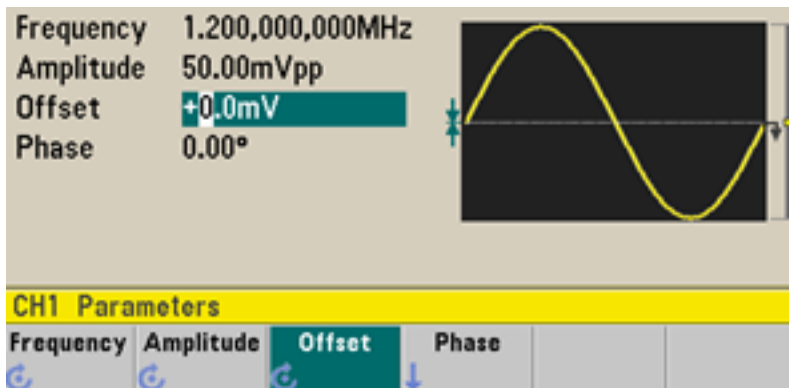 Frequency 1.200,000,000MHz
Amplitude 50.00mVpp
Offset +0.0mV
Phase 0.00°
CH1 Parameters
Frequency Amplitude Offset Phase